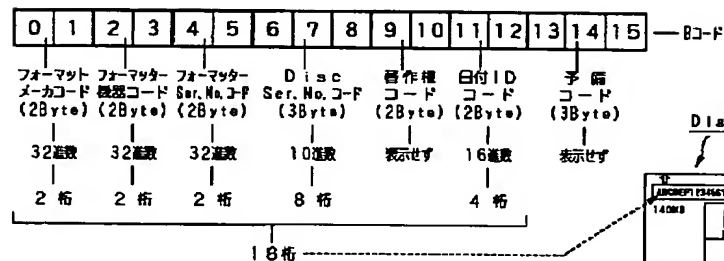 0 1 2 3 4 5 6 7 8 9 10 11 12 13 14 15 Bコード
フォーマット フォーマッター フォーマッター Disc 著作権 日付ID 予備
メーカコード 機器コード Ser.No.コード Ser.No.コード コード コード コード
(2Byte) (2Byte) (2Byte) (3Byte) (2Byte) (2Byte) (3Byte)
32進数 32進数 32進数 10進数 表示せず 16進数 表示せず
2 桁 2 桁 2 桁 8 桁 4 桁
18桁
Dis
140MB